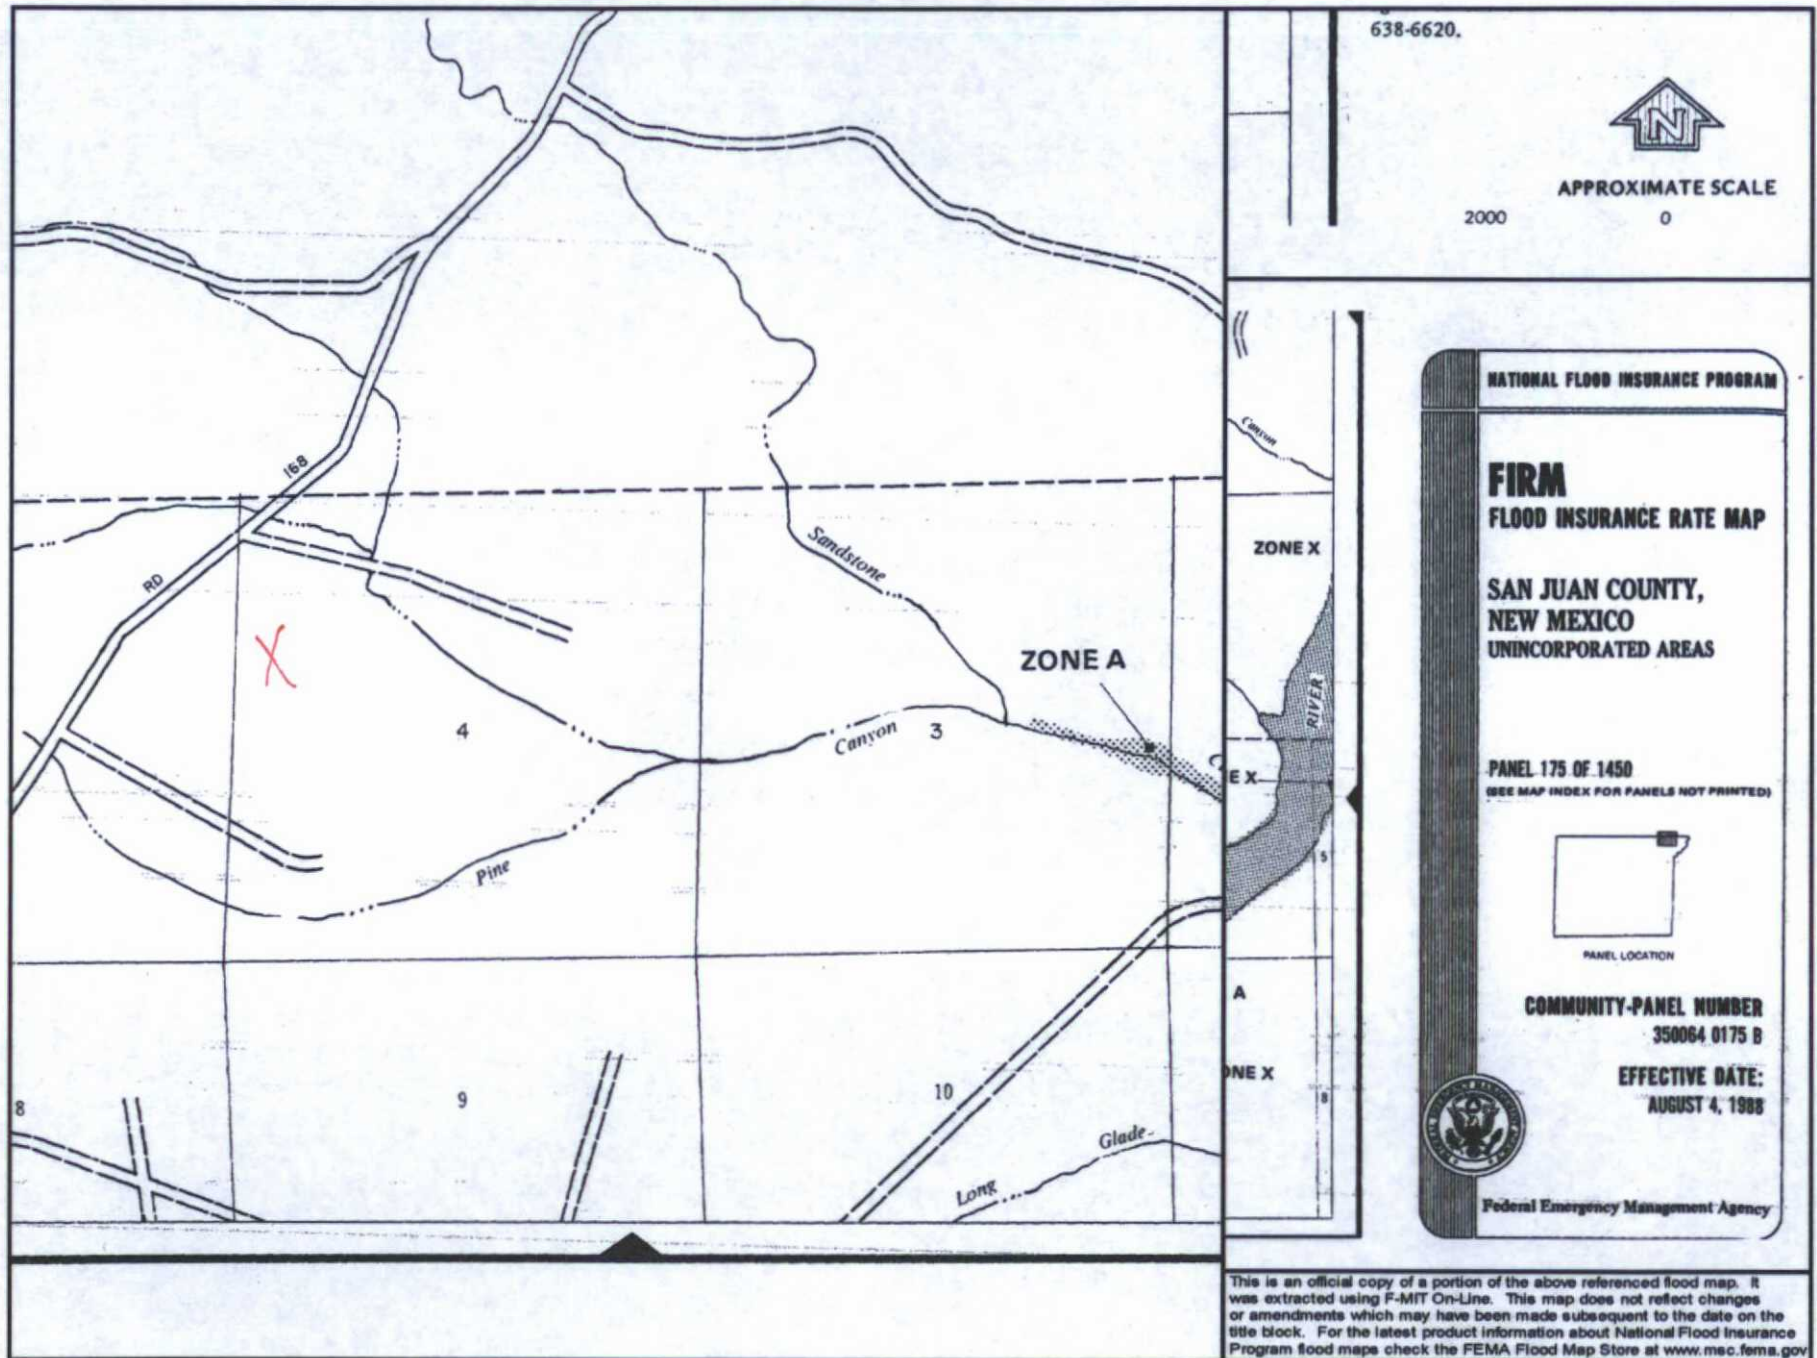 638-6620.
N
APPROXIMATE SCALE
2000 0
168
RD
Sandstone
ZONE A
4
Canyon
3
Pine
8
9
10
Glade
Long
Canyon
ZONE X
RIVER
E X
5
A
ONE X
8
NATIONAL FLOOD INSURANCE PROGRAM
FIRM
FLOOD INSURANCE RATE MAP
SAN JUAN COUNTY,
NEW MEXICO
UNINCORPORATED AREAS
PANEL 175 OF 1450
(SEE MAP INDEX FOR PANELS NOT PRINTED)
PANEL LOCATION
COMMUNITY-PANEL NUMBER
350064 0175 B
EFFECTIVE DATE:
AUGUST 4, 1988
Federal Emergency Management Agency
This is an official copy of a portion of the above referenced flood map. It
was extracted using F-MIT On-Line. This map does not reflect changes
or amendments which may have been made subsequent to the date on the
title block. For the latest product information about National Flood Insurance
Program flood maps check the FEMA Flood Map Store at www.msc.fema.gov